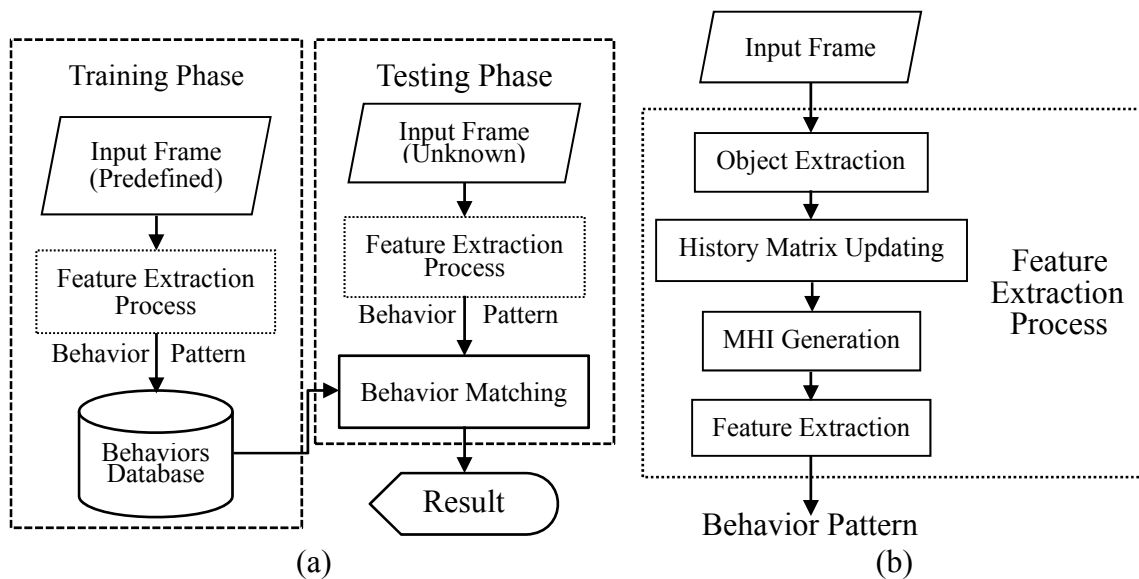 Training Phase
Input Frame
(Predefined)
Feature Extraction
Process
Behavior Pattern
Behaviors
Database
Testing Phase
Input Frame
(Unknown)
Feature Extraction
Process
Behavior Pattern
Behavior Matching
Result
(a)
Input Frame
Object Extraction
History Matrix Updating
MHI Generation
Feature Extraction
Feature
Extraction
Process
Behavior Pattern
(b)